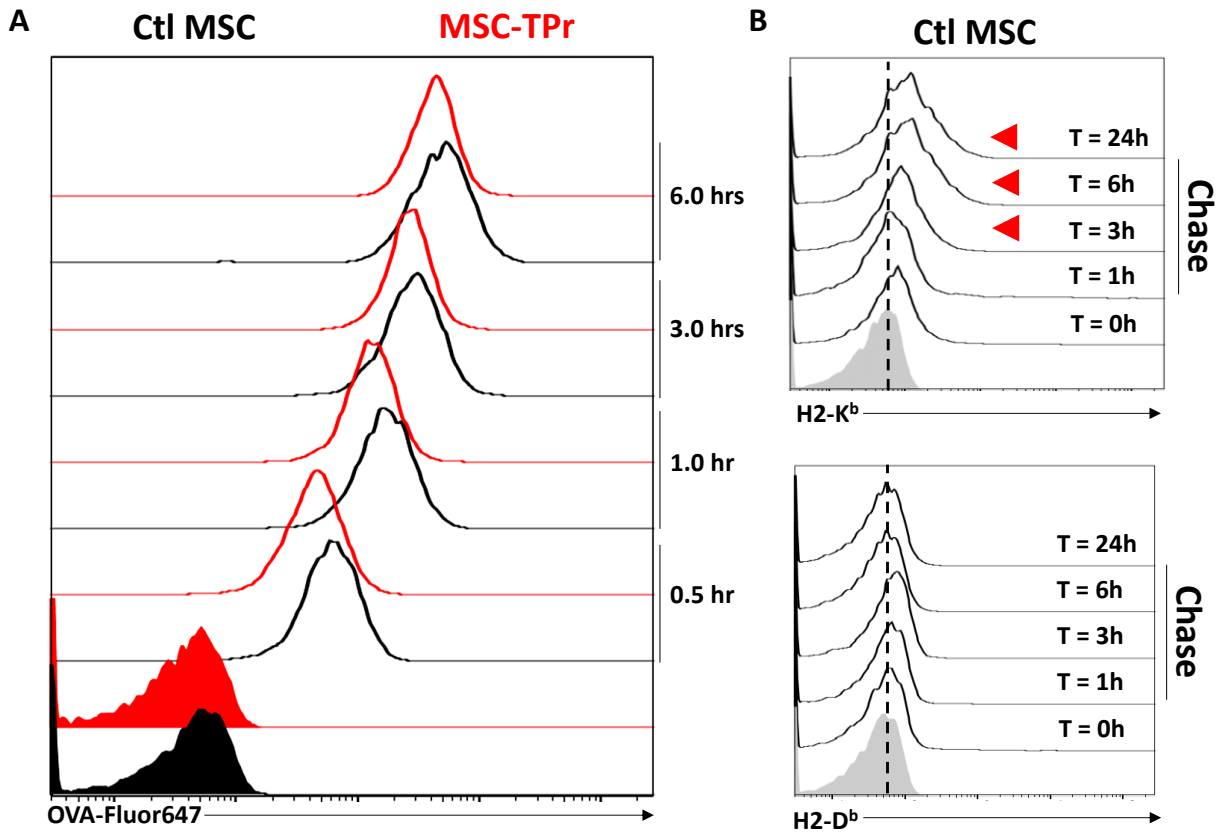 A
Ctl MSC
MSC-TPr
6.0 hrs
3.0 hrs
1.0 hr
0.5 hr
OVA-Fluor647
B
Ctl MSC
T = 24h
T = 6h
T = 3h
T = 1h
T = 0h
Chase
H2-Kᵇ
T = 24h
T = 6h
T = 3h
T = 1h
T = 0h
Chase
H2-Dᵇ